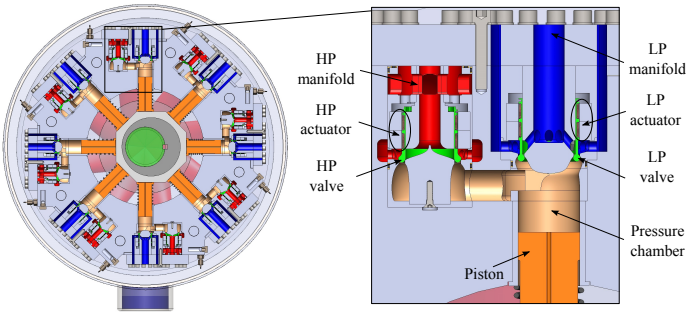 HP
manifold
HP
actuator
HP
valve
LP
manifold
LP
actuator
LP
valve
Pressure
chamber
Piston